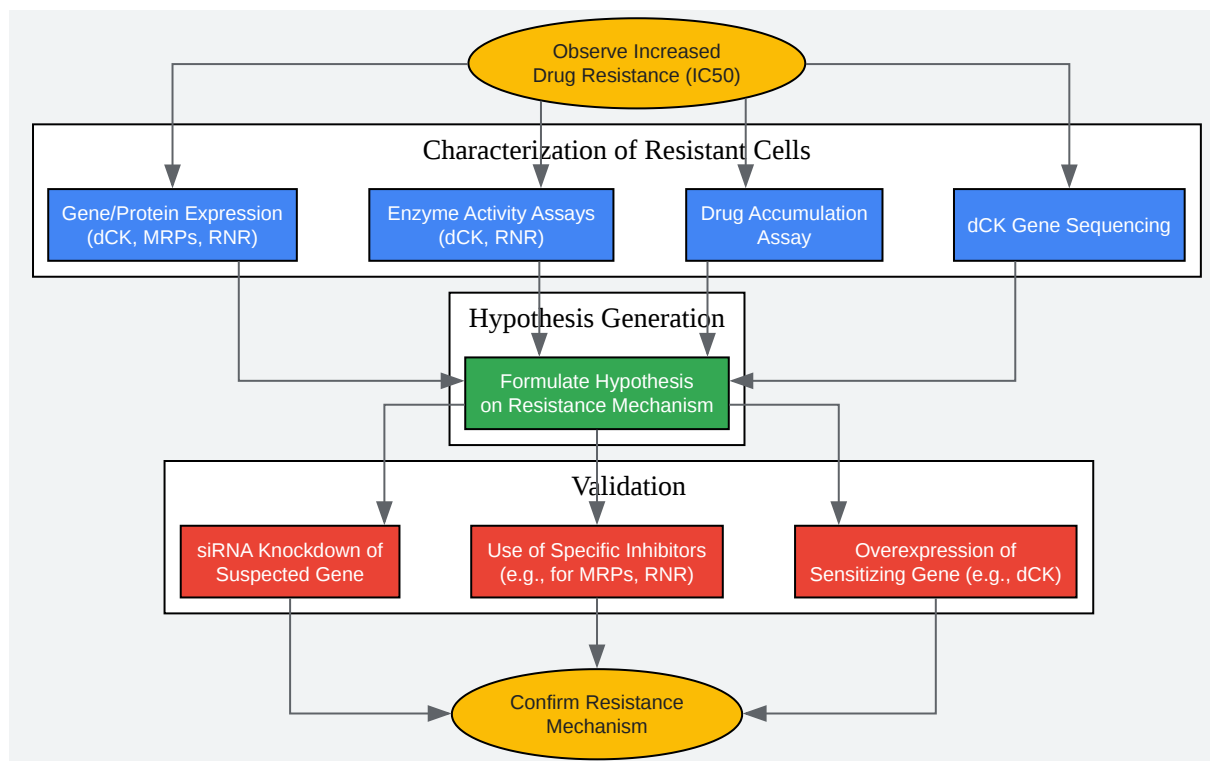 Observe Increased
Drug Resistance (IC50)
Characterization of Resistant Cells
Gene/Protein Expression
(dCK, MRPs, RNR)
Enzyme Activity Assays
(dCK, RNR)
Drug Accumulation
Assay
dCK Gene Sequencing
Hypothesis Generation
Formulate Hypothesis
on Resistance Mechanism
Validation
siRNA Knockdown of
Suspected Gene
Use of Specific Inhibitors
(e.g., for MRPs, RNR)
Overexpression of
Sensitizing Gene (e.g., dCK)
Confirm Resistance
Mechanism